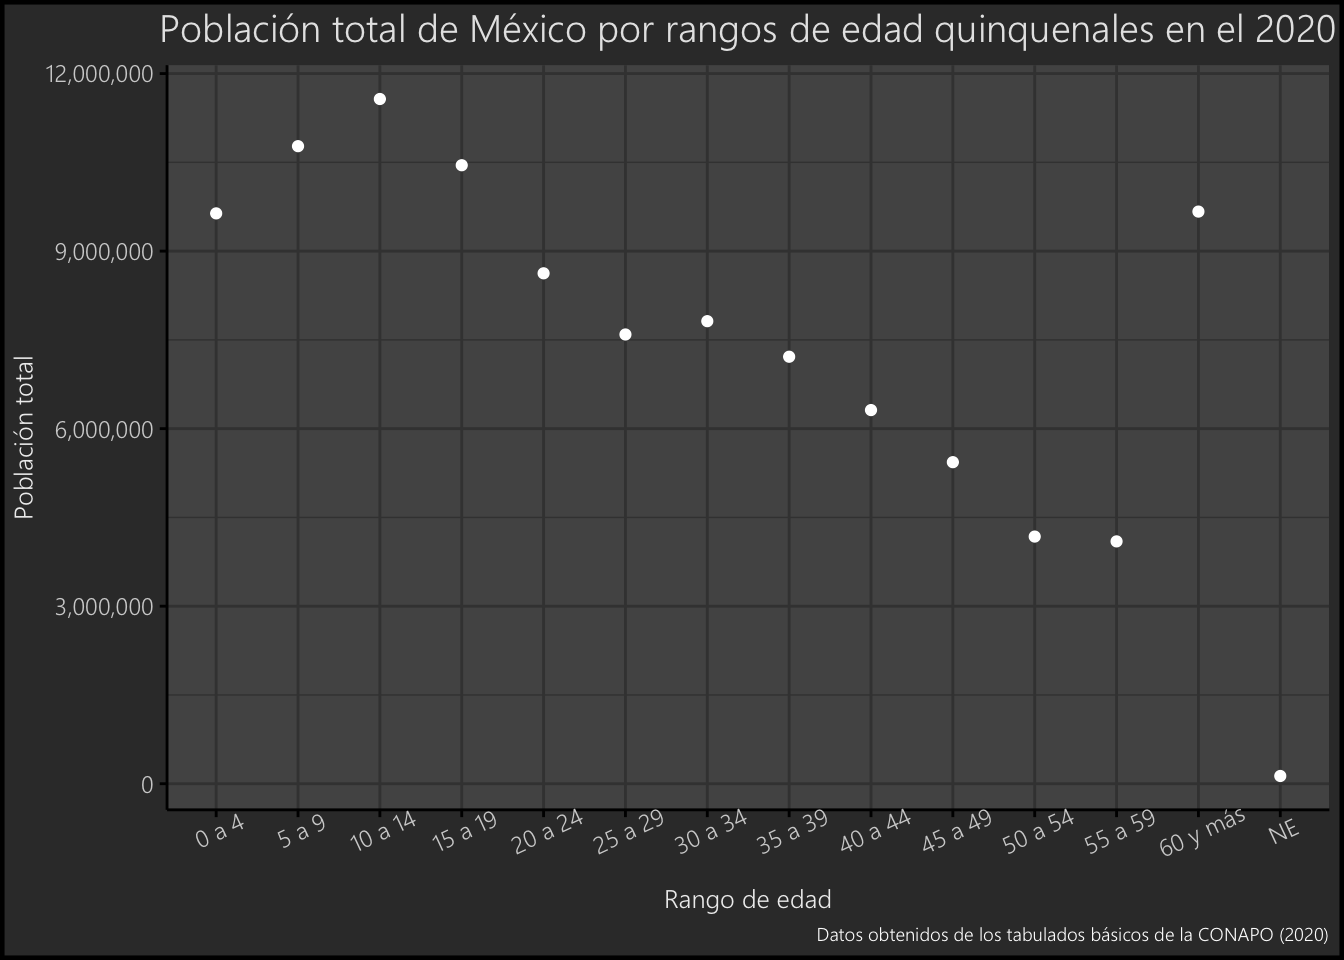 Población total de México por rangos de edad quinquenales en el 2020
12,000,000
9,000,000
6,000,000
3,000,000
0
Población total
0 a 4
5 a 9
10 a 14
15 a 19
20 a 24
25 a 29
30 a 34
35 a 39
40 a 44
45 a 49
50 a 54
55 a 59
60 y más
NE
Rango de edad
Datos obtenidos de los tabulados básicos de la CONAPO (2020)